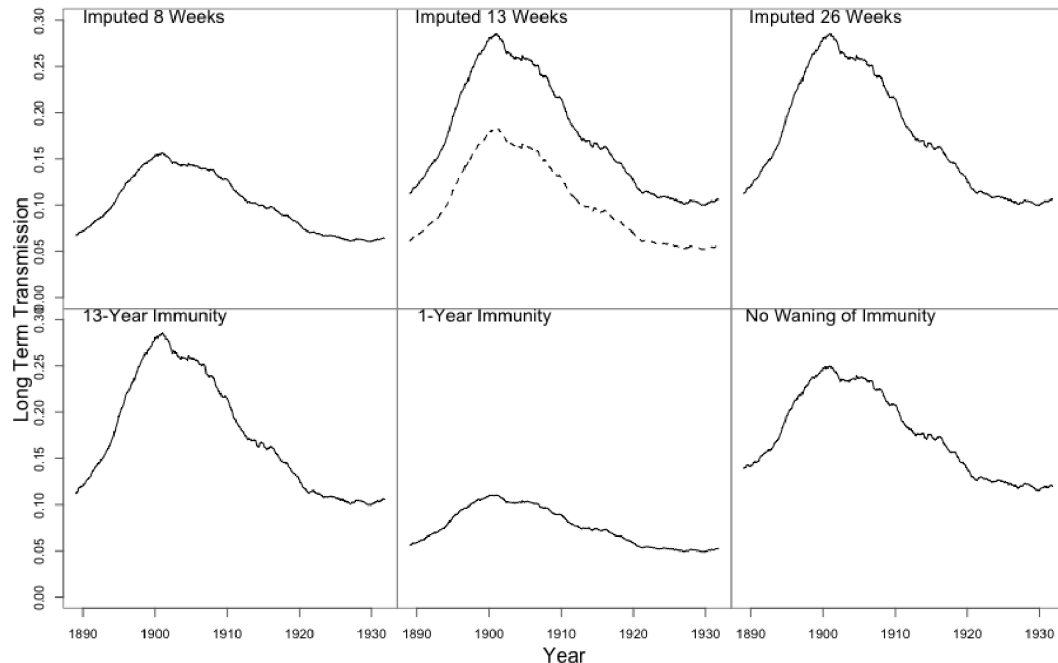 Imputed 8 Weeks
Imputed 13 Weeks
Imputed 26 Weeks
0.30
0.25
0.20
0.15
0.10
0.05
0.00
Long Term Transmission
13-Year Immunity
1-Year Immunity
No Waning of Immunity
0.30
0.25
0.20
0.15
0.10
0.05
0.00
1890 1900 1910 1920 1930
1890 1900 1910 1920 1930
1890 1900 1910 1920 1930
Year